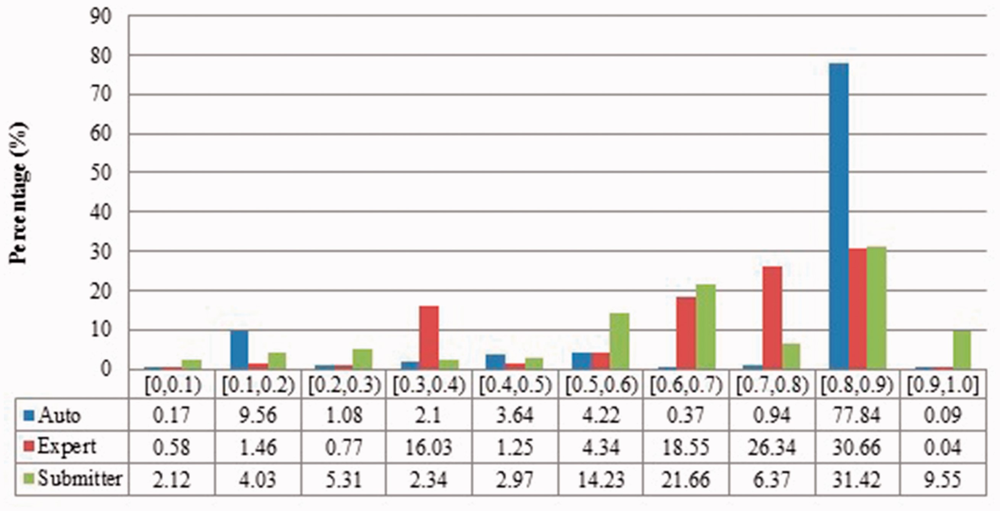 90
80
70
60
50
40
30
20
10
0
Percentage (%)
[0,0.1) [0.1,0.2) [0.2,0.3) [0.3,0.4) [0.4,0.5) [0.5,0.6) [0.6,0.7) [0.7,0.8) [0.8,0.9) [0.9,1.0]
Auto 0.17 9.56 1.08 2.1 3.64 4.22 0.37 0.94 77.84 0.09
Expert 0.58 1.46 0.77 16.03 1.25 4.34 18.55 26.34 30.66 0.04
Submitter 2.12 4.03 5.31 2.34 2.97 14.23 21.66 6.37 31.42 9.55